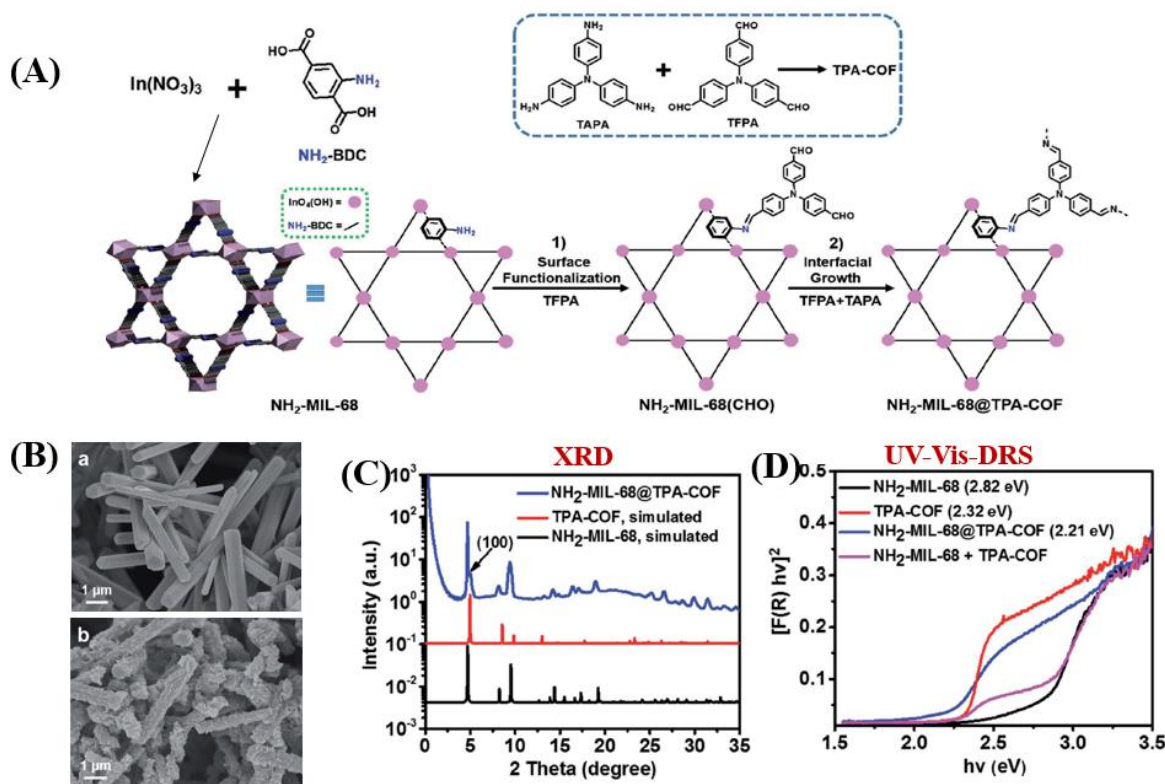 (A)
In(NO3)3
+
HO
O
NH2
OH
O
NH2-BDC
NH2
N
H2N
NH2
TAPA
+
CHO
N
OHC
CHO
TFPA
TPA-COF
InO4(OH) =
NH2-BDC =
NH2
NH2-MIL-68
1)
Surface
Functionalization
TFPA
CHO
N
CHO
N
NH2-MIL-68(CHO)
2)
Interfacial
Growth
TFPA+TAPA
N
N
N
N
NH2-MIL-68@TPA-COF
(B)
a
1 μm
b
1 μm
(C)
XRD
Intensity (a.u.)
10^3
10^2
10^1
10^0
10^-1
10^-2
10^-3
NH2-MIL-68@TPA-COF
TPA-COF, simulated
NH2-MIL-68, simulated
(100)
0 5 10 15 20 25 30 35
2 Theta (degree)
(D)
UV-Vis-DRS
[F(R) hv]^2
0.5
0.4
0.3
0.2
0.1
NH2-MIL-68 (2.82 eV)
TPA-COF (2.32 eV)
NH2-MIL-68@TPA-COF (2.21 eV)
NH2-MIL-68 + TPA-COF
1.5 2.0 2.5 3.0 3.5
hv (eV)